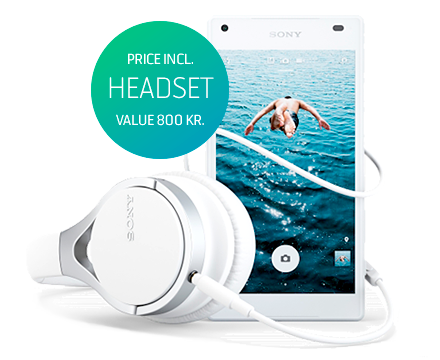 PRICE INCL.
HEADSET
VALUE 800 KR.
SONY
SONY